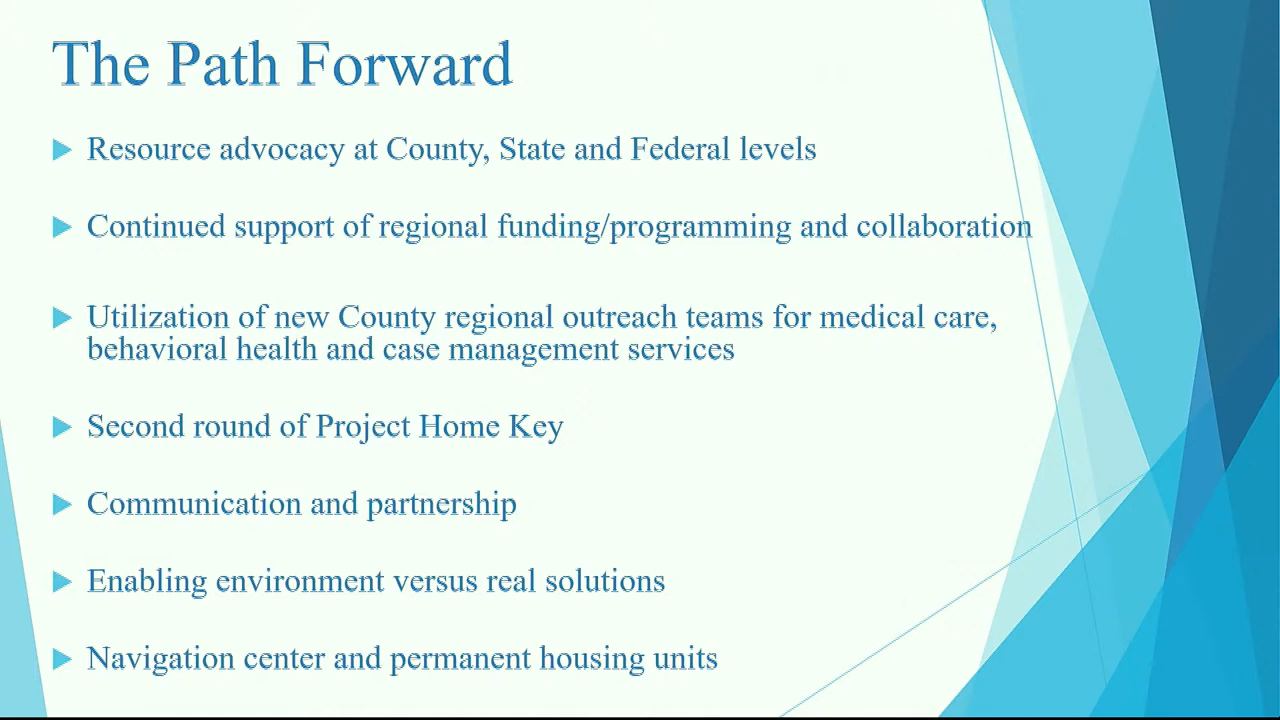 The Path Forward
Resource advocacy at County, State and Federal levels
Continued support of regional funding/programming and collaboration
Utilization of new County regional outreach teams for medical care,
behavioral health and case management services
Second round of Project Home Key
Communication and partnership
Enabling environment versus real solutions
Navigation center and permanent housing units